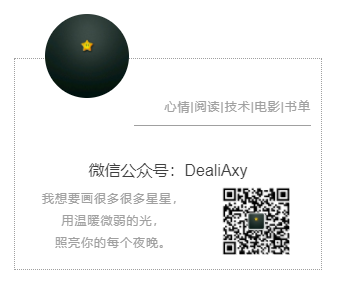 心情|阅读|技术|电影|书单
微信公众号：DealiAxy
我想要画很多很多星星，
用温暖微弱的光，
照亮你的每个夜晚。